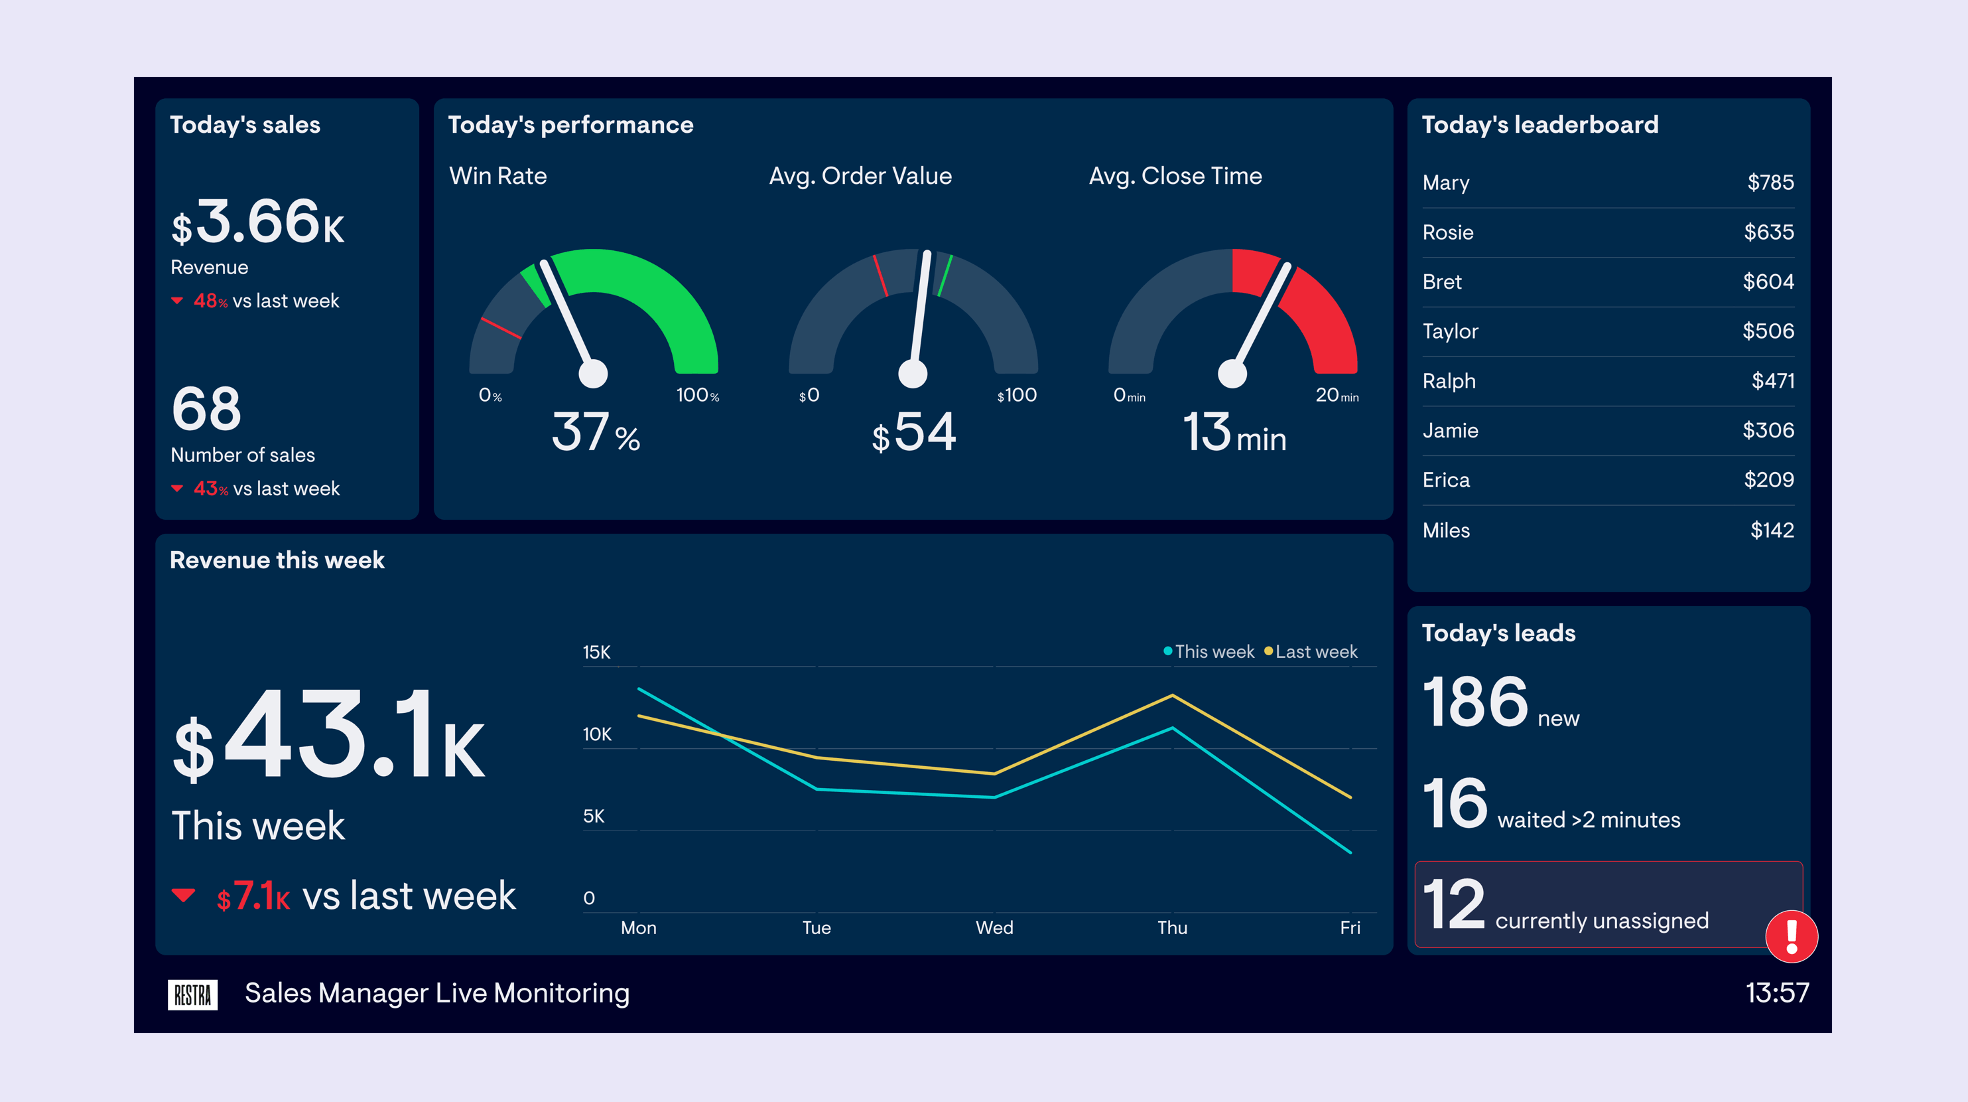 Today's sales
$3.66K
Revenue
48% vs last week
68
Number of sales
43% vs last week
Today's performance
Win Rate
0%
100%
37%
Avg. Order Value
$0
$100
$54
Avg. Close Time
0min
20min
13min
Today's leaderboard
Mary $785
Rosie $635
Bret $604
Taylor $506
Ralph $471
Jamie $306
Erica $209
Miles $142
Revenue this week
$43.1K
This week
$7.1K vs last week
This week Last week
15K
10K
5K
0
Mon Tue Wed Thu Fri
Today's leads
186 new
16 waited >2 minutes
12 currently unassigned
!
RESTRA
Sales Manager Live Monitoring
13:57